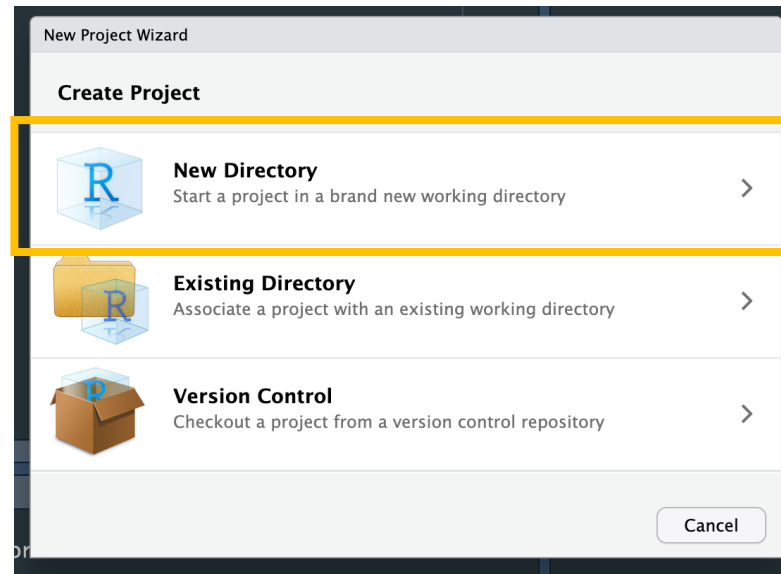 New Project Wizard
Create Project
R
New Directory
Start a project in a brand new working directory
R
Existing Directory
Associate a project with an existing working directory
R
Version Control
Checkout a project from a version control repository
Cancel
or